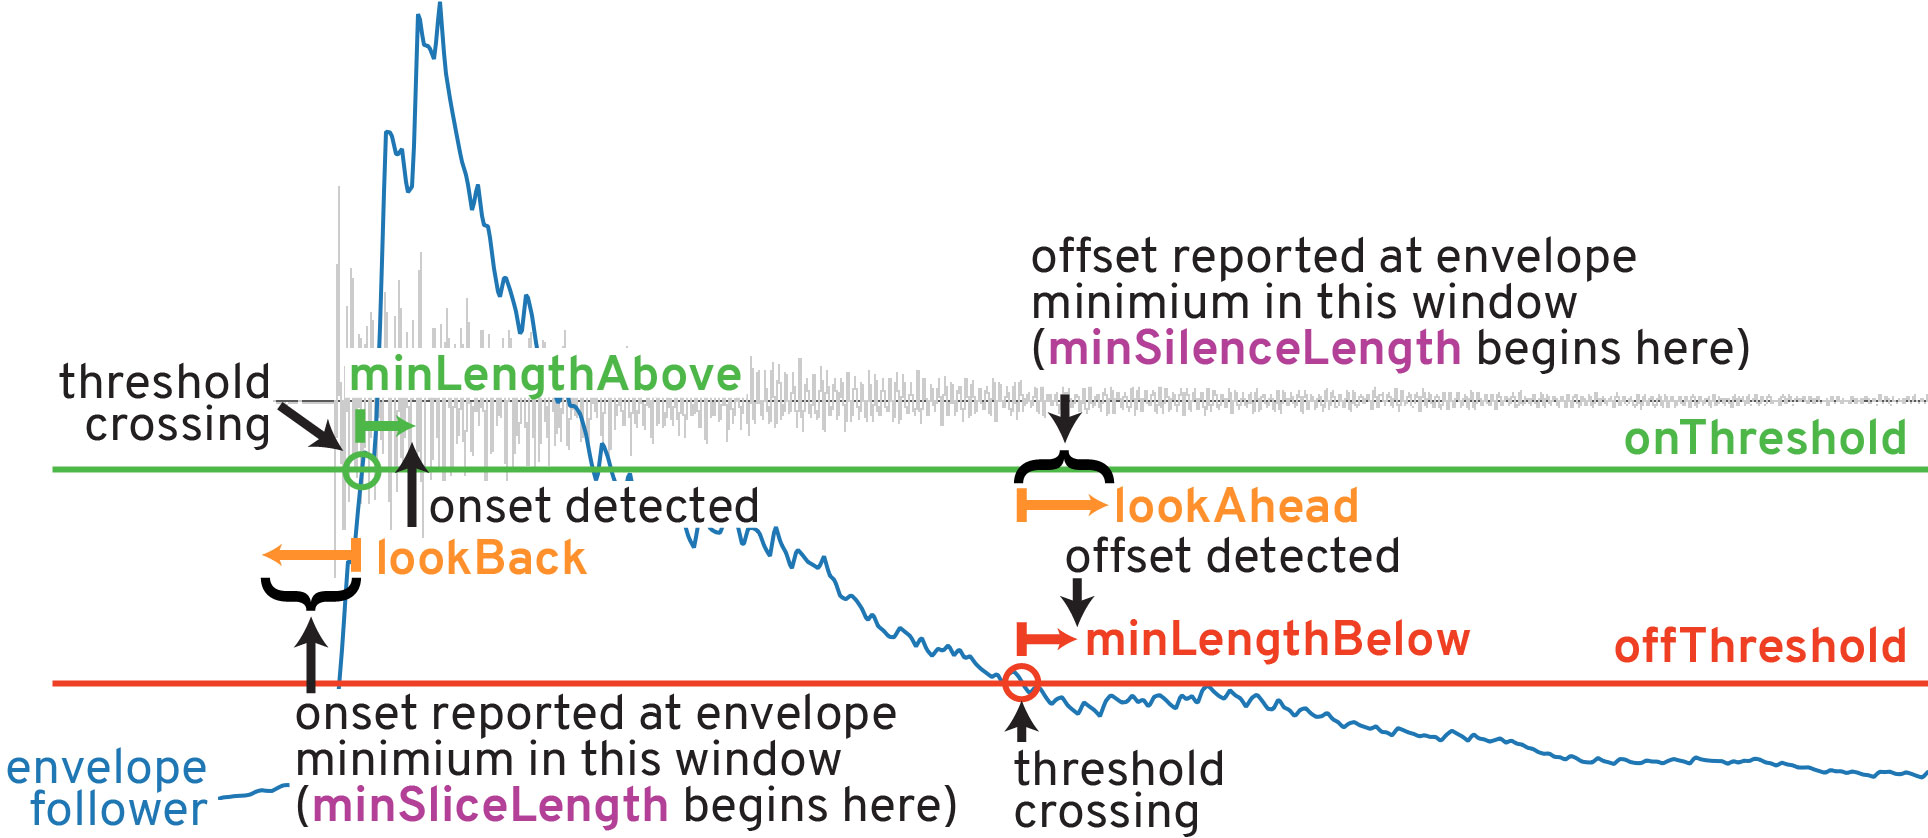 offset reported at envelope
minimium in this window
(minSilenceLength begins here)
threshold
crossing
minLengthAbove
onThreshold
onset detected
lookAhead
lookBack
offset detected
minLengthBelow
offThreshold
onset reported at envelope
minimium in this window
(minSliceLength begins here)
threshold
crossing
envelope
follower